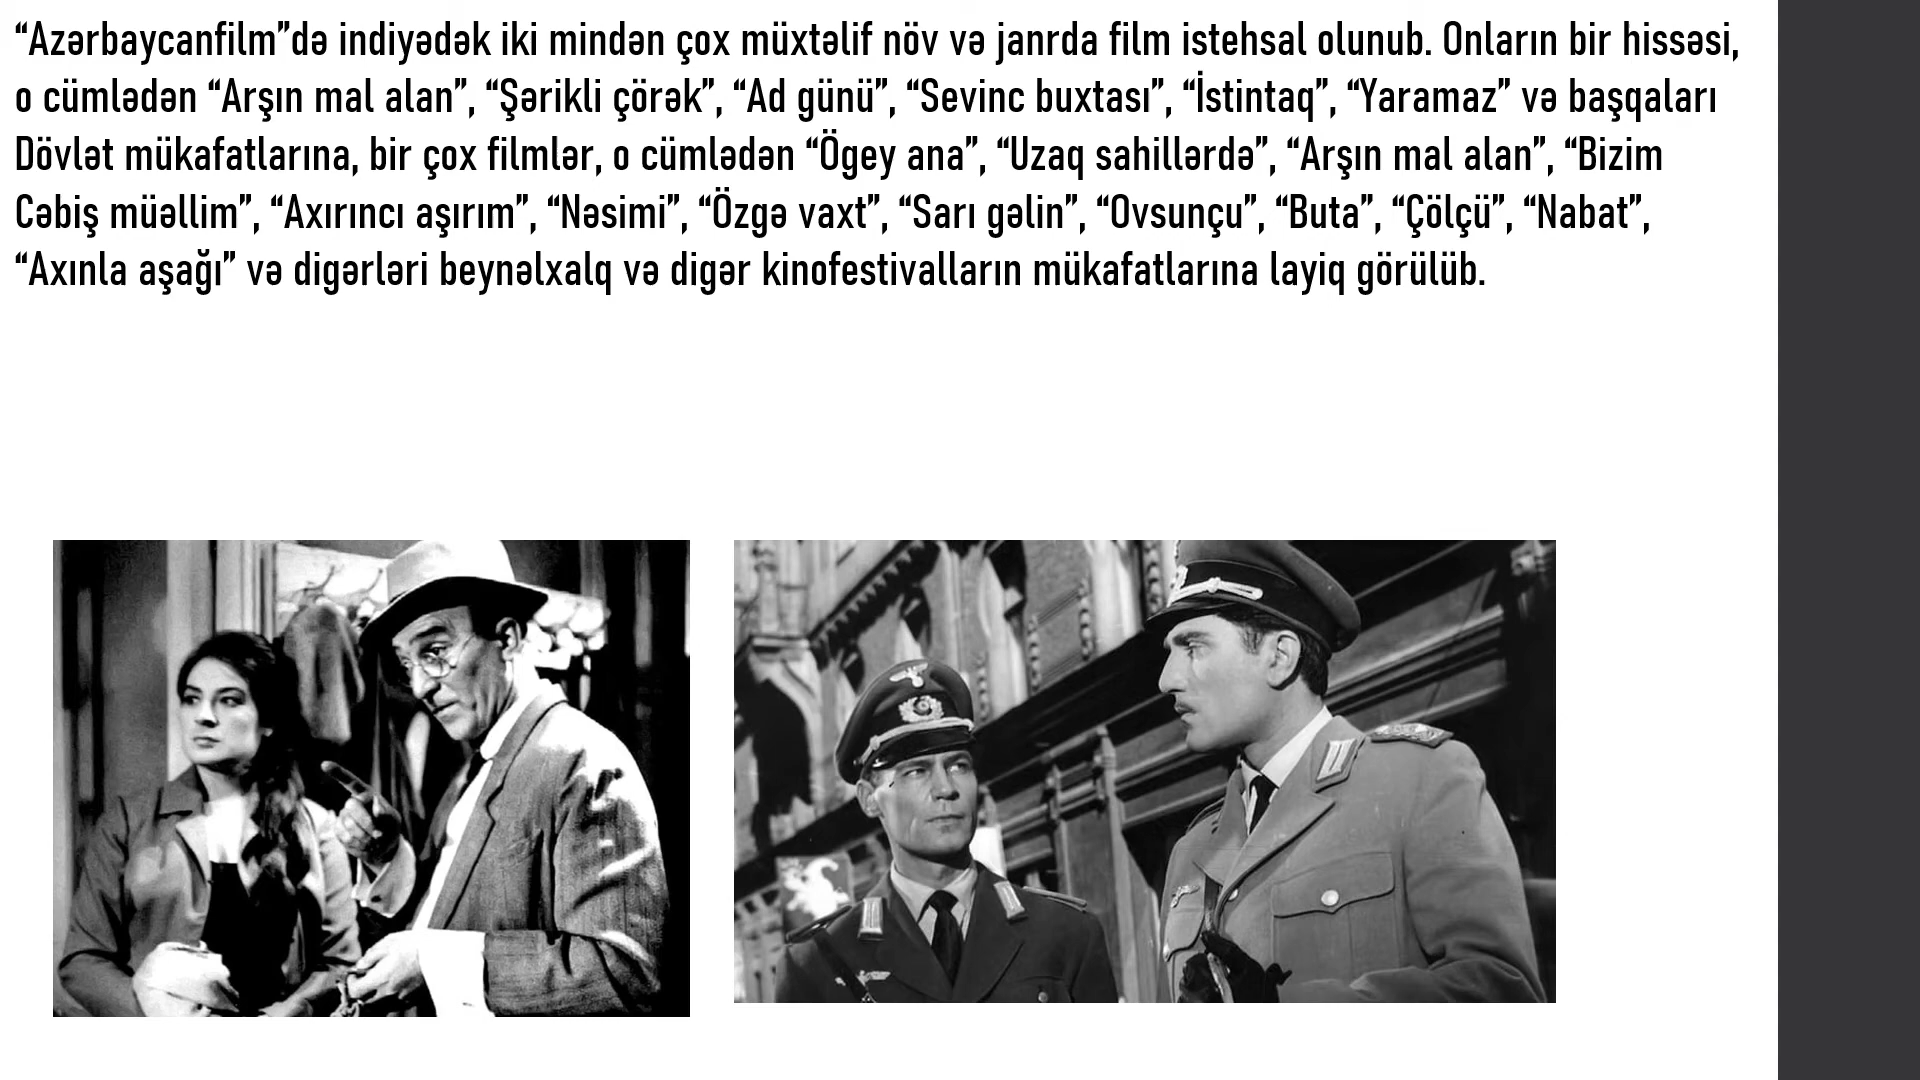 “Azərbaycanfilm”də indiyədək iki mindən çox müxtəlif növ və janrda film istehsal olunub. Onların bir hissəsi,
o cümlədən “Arşın mal alan”, “Şərikli çörək”, “Ad günü”, “Sevinc buxtası”, “İstintaq”, “Yaramaz” və başqaları
Dövlət mükafatlarına, bir çox filmlər, o cümlədən “Ögey ana”, “Uzaq sahillərdə”, “Arşın mal alan”, “Bizim
Cəbiş müəllim”, “Axırıncı aşırım”, “Nəsimi”, “Özgə vaxt”, “Sarı gəlin”, “Ovsunçu”, “Buta”, “Çölçü”, “Nabat”,
“Axınla aşağı” və digərləri beynəlxalq və digər kinofestivalların mükafatlarına layiq görülüb.